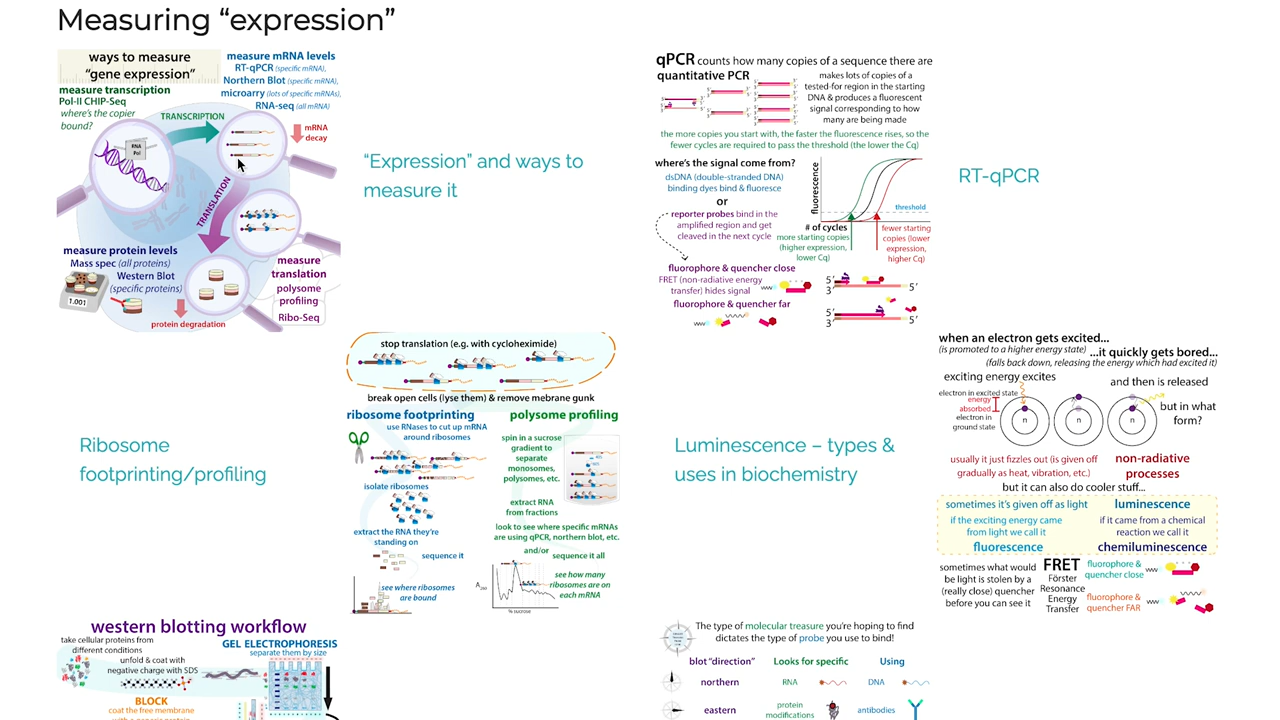 Measuring “expression”
ways to measure
“gene expression”
measure mRNA levels
RT-qPCR (specific mRNA),
Northern Blot (specific mRNA),
microarry (lots of specific mRNAs),
RNA-seq (all mRNA)
measure transcription
Pol-II CHIP-Seq
where's the copier
bound?
TRANSCRIPTION
RNA
Pol
mRNA
decay
TRANSLATION
measure protein levels
Mass spec (all proteins)
Western Blot
(specific proteins)
1.001
protein degradation
measure
translation
polysome
profiling
Ribo-Seq
“Expression” and ways to
measure it
qPCR counts how many copies of a sequence there are
quantitative PCR
makes lots of copies of a
tested-for region in the starting
DNA & produces a fluorescent
signal corresponding to how
many are being made
the more copies you start with, the faster the fluorescence rises, so the
fewer cycles are required to pass the threshold (the lower the Cq)
where's the signal come from?
dsDNA (double-stranded DNA)
binding dyes bind & fluoresce
or
reporter probes bind in the
amplified region and get
cleaved in the next cycle
fluorescence
threshold
# of cycles
more starting copies
(higher expression,
lower Cq)
fewer starting
copies (lower
expression,
higher Cq)
fluorophore & quencher close
FRET (non-radiative energy
transfer) hides signal
fluorophore & quencher far
5'
3'
5'
5'
3'
5'
RT-qPCR
Ribosome
footprinting/profiling
stop translation (e.g. with cycloheximide)
break open cells (lyse them) & remove mebrane gunk
ribosome footprinting
use RNases to cut up mRNA
around ribosomes
isolate ribosomes
extract the RNA they're
standing on
sequence it
see where ribosomes
are bound
polysome profiling
spin in a sucrose
gradient to
separate
monosomes,
polysomes, etc.
extract RNA
from fractions
look to see where specific mRNAs
are using qPCR, northern blot, etc.
and/or
sequence it all
see how many
ribosomes are on
each mRNA
A260
% sucrose
Luminescence – types &
uses in biochemistry
when an electron gets excited...
(is promoted to a higher energy state)
...it quickly gets bored...
(falls back down, releasing the energy which had excited it)
exciting energy excites
electron in excited state
energy
absorbed
electron in
ground state
n
n
n
and then is released
but in what
form?
usually it just fizzles out (is given off
gradually as heat, vibration, etc.)
non-radiative
processes
but it can also do cooler stuff...
sometimes it's given off as light
luminescence
if the exciting energy came
from light we call it
fluorescence
if it came from a chemical
reaction we call it
chemiluminescence
sometimes what would
be light is stolen by a
(really close) quencher
before you can see it
FRET
Förster
Resonance
Energy
Transfer
fluorophore &
quencher close
fluorophore &
quencher FAR
western blotting workflow
take cellular proteins from
different conditions
unfold & coat with
negative charge with SDS
GEL ELECTROPHORESIS
separate them by size
BLOCK
coat the free membrane
The type of molecular treasure you're hoping to find
dictates the type of probe you use to bind!
blot “direction”
Looks for specific
Using
northern
RNA
DNA
eastern
protein
modifications
antibodies